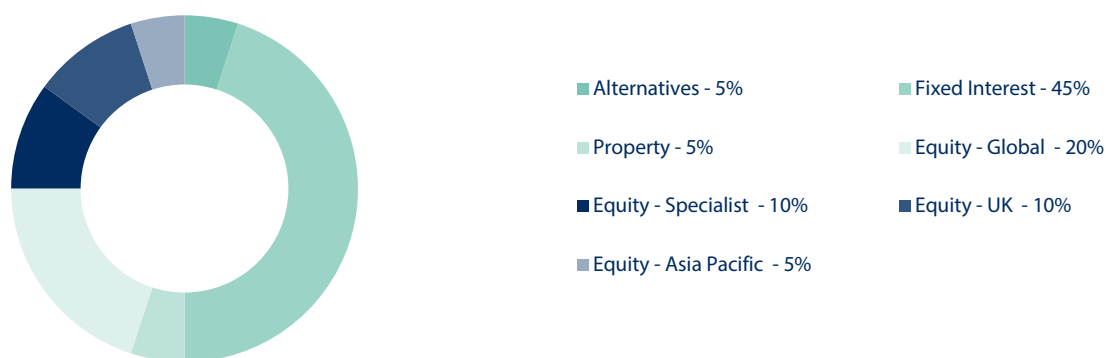 Alternatives - 5%
Fixed Interest - 45%
Property - 5%
Equity - Global - 20%
Equity - Specialist - 10%
Equity - UK - 10%
Equity - Asia Pacific - 5%